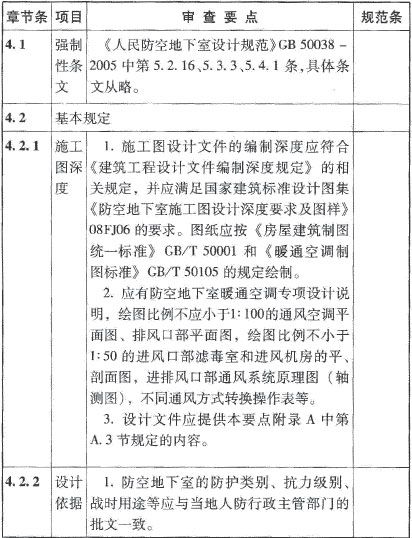 章节条 项目 审查要点 规范条
4.1 强制 《人民防空地下室设计规范》GB 50038-
性条 2005 中第 5.2.16、5.3.3、5.4.1 条,具体条
文 文从略。
4.2 基本规定
4.2.1 施工 1. 施工图设计文件的编制深度应符合
图深 《建筑工程设计文件编制深度规定》的相
度 关规定，并应满足国家建筑标准设计图集
《防空地下室施工图设计深度要求及图样》
08FJ06 的要求。图纸应按《房屋建筑制图
统一标准》GB/T 50001 和《暖通空调制
图标准》GB/T 50105 的规定绘制。
2. 应有防空地下室暖通空调专项设计说
明，绘图比例不应小于1:100的通风空调平
面图、排风口部平面图，绘图比例不小于
1:50 的进风口部滤毒室和进风机房的平、
剖面图，进排风口部通风系统原理图（轴
测图），不同通风方式转换操作表等。
3. 设计文件应提供本要点附录 A 中第
A.3 节规定的内容。
4.2.2 设计 1. 防空地下室的防护类别、抗力级别、
依据 战时用途等应与当地人防行政主管部门的
批文一致。